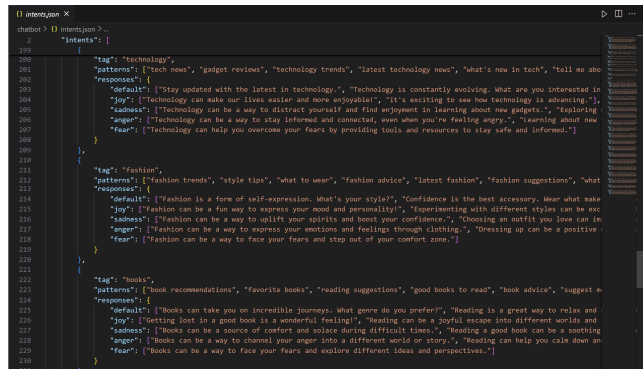 {} intents.json ×
chatbot > {} intents.json > ...
2 "intents": [
199 {
200 "tag": "technology",
201 "patterns": ["tech news", "gadget reviews", "technology trends", "latest technology news", "what's new in tech", "tell me abo
202 "responses": {
203 "default": ["Stay updated with the latest in technology.", "Technology is constantly evolving. What are you interested in
204 "joy": ["Technology can make our lives easier and more enjoyable!", "It's exciting to see how technology is advancing."],
205 "sadness": ["Technology can be a way to distract yourself and find enjoyment in learning about new gadgets.", "Exploring
206 "anger": ["Technology can be a way to stay informed and connected, even when you're feeling angry.", "Learning about new
207 "fear": ["Technology can help you overcome your fears by providing tools and resources to stay safe and informed."]
208 }
209 },
210 {
211 "tag": "fashion",
212 "patterns": ["fashion trends", "style tips", "what to wear", "fashion advice", "latest fashion", "fashion suggestions", "what
213 "responses": {
214 "default": ["Fashion is a form of self-expression. What's your style?", "Confidence is the best accessory. Wear what make
215 "joy": ["Fashion can be a fun way to express your mood and personality!", "Experimenting with different styles can be exc
216 "sadness": ["Fashion can be a way to uplift your spirits and boost your confidence.", "Choosing an outfit you love can im
217 "anger": ["Fashion can be a way to express your emotions and feelings through clothing.", "Dressing up can be a positive
218 "fear": ["Fashion can be a way to face your fears and step out of your comfort zone."]
219 }
220 },
221 {
222 "tag": "books",
223 "patterns": ["book recommendations", "favorite books", "reading suggestions", "good books to read", "book advice", "suggest m
224 "responses": {
225 "default": ["Books can take you on incredible journeys. What genre do you prefer?", "Reading is a great way to relax and
226 "joy": ["Getting lost in a good book is a wonderful feeling!", "Reading can be a joyful escape into different worlds and
227 "sadness": ["Books can be a source of comfort and solace during difficult times.", "Reading a good book can be a soothing
228 "anger": ["Books can be a way to channel your anger into a different world or story.", "Reading can help you calm down an
229 "fear": ["Books can be a way to face your fears and explore different ideas and perspectives."]
230 }